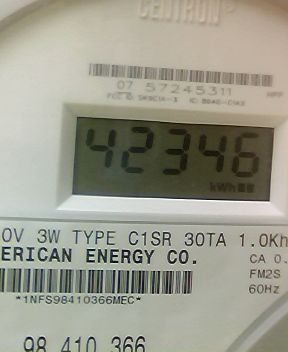 CENTRON
07 57245311
42346
kWh
0V 3W TYPE C1SR 30TA 1.0Kh
ERICAN ENERGY CO.
CA 0.
FM2S
60Hz
*1NFS98410366MEC*
98 410 366